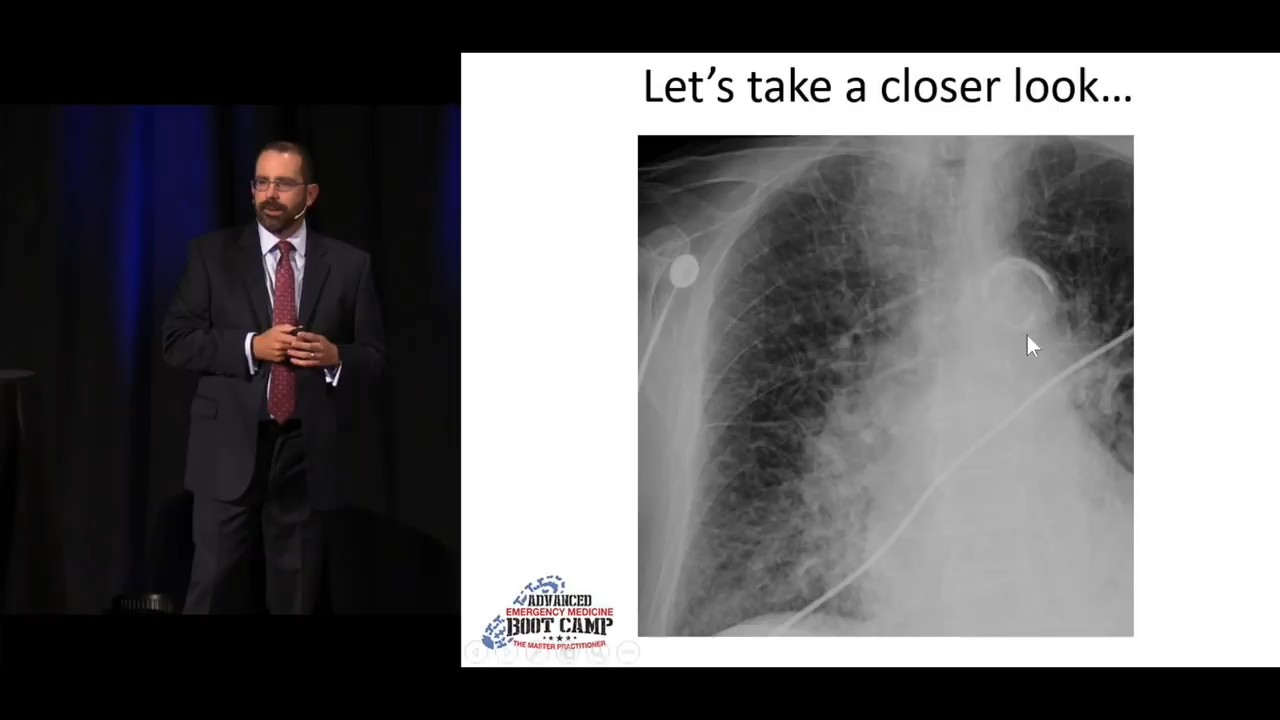 Let's take a closer look...
ADVANCED
EMERGENCY MEDICINE
BOOT CAMP
THE MASTER PRACTITIONER